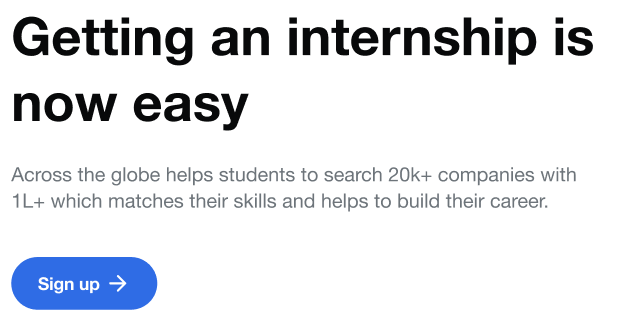 Getting an internship is
now easy
Across the globe helps students to search 20k+ companies with
1L+ which matches their skills and helps to build their career.
Sign up →